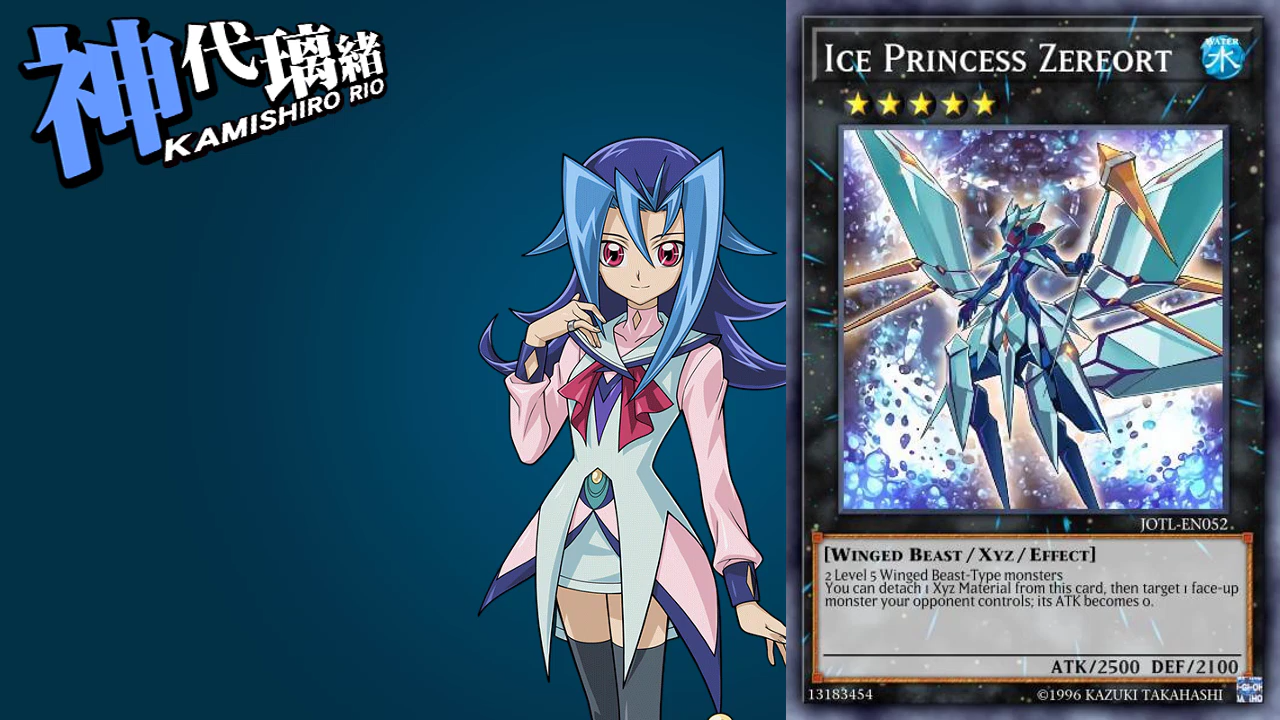 神代璃緒
KAMISHIRO RIO
ICE PRINCESS ZEREORT
WATER
水
JOTL-EN052
[WINGED BEAST / XYZ / EFFECT]
2 Level 5 Winged Beast-Type monsters
You can detach 1 Xyz Material from this card, then target 1 face-up
monster your opponent controls; its ATK becomes 0.
ATK/2500 DEF/2100
13183454
©1996 KAZUKI TAKAHASHI